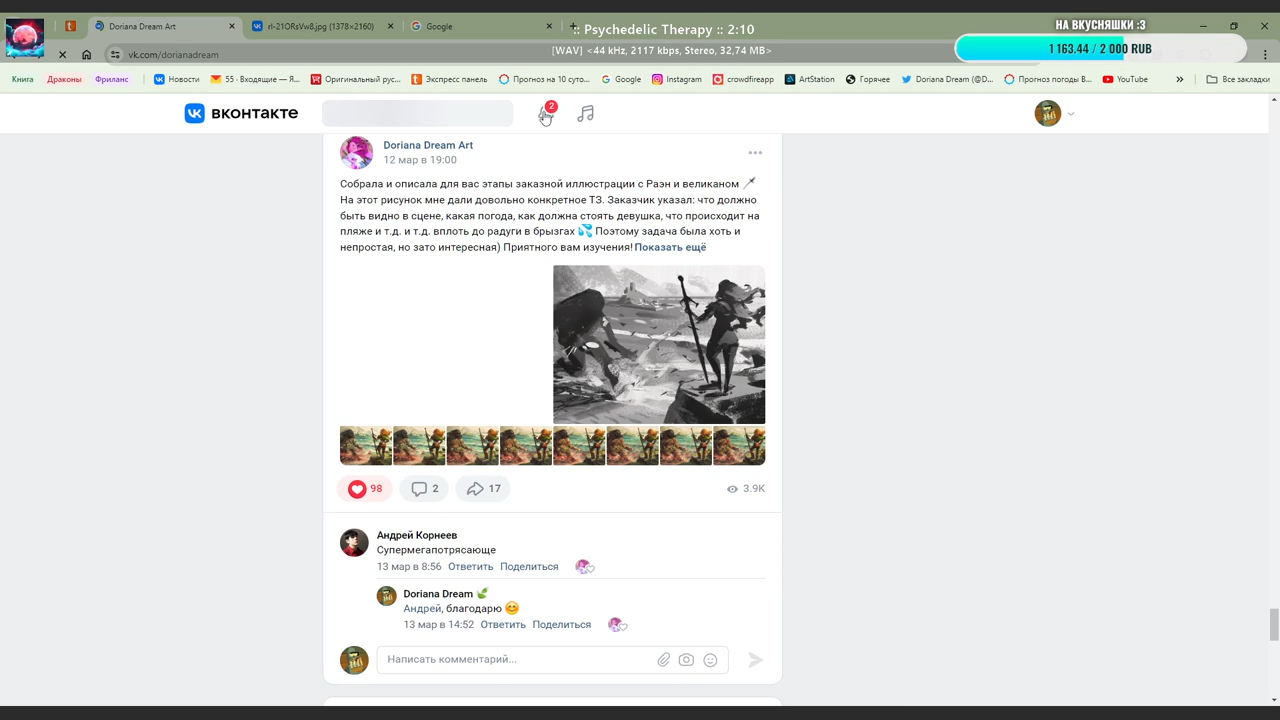 Doriana Dream Art
rl-21ORsVw8.jpg (1378×2160)
Google
:: Psychedelic Therapy :: 2:10
[WAV] <44 kHz, 2117 kbps, Stereo, 32,74 MB>
НА ВКУСНЯШКИ :3
1 163.44 / 2 000 RUB
vk.com/dorianadream
Книга
Драконы
Фриланс
Новости
55 · Входящие — Я...
Оригинальный рус...
Экспресс панель
Прогноз на 10 суто...
Google
Instagram
crowdfireapp
ArtStation
Горячее
Doriana Dream (@D...
Прогноз погоды В...
YouTube
»
Все закладки
вконтакте
2
Doriana Dream Art
12 мар в 19:00
Собрала и описала для вас этапы заказной иллюстрации с Раэн и великаном 🗡
На этот рисунок мне дали довольно конкретное ТЗ. Заказчик указал: что должно
быть видно в сцене, какая погода, как должна стоять девушка, что происходит на
пляже и т.д. и т.д. вплоть до радуги в брызгах 💦 Поэтому задача была хоть и
непростая, но зато интересная) Приятного вам изучения! Показать ещё
98
2
17
3.9K
Андрей Корнеев
Супермегапотрясающе
13 мар в 8:56 Ответить Поделиться
Doriana Dream 🌿
Андрей, благодарю 😊
13 мар в 14:52 Ответить Поделиться
Написать комментарий...